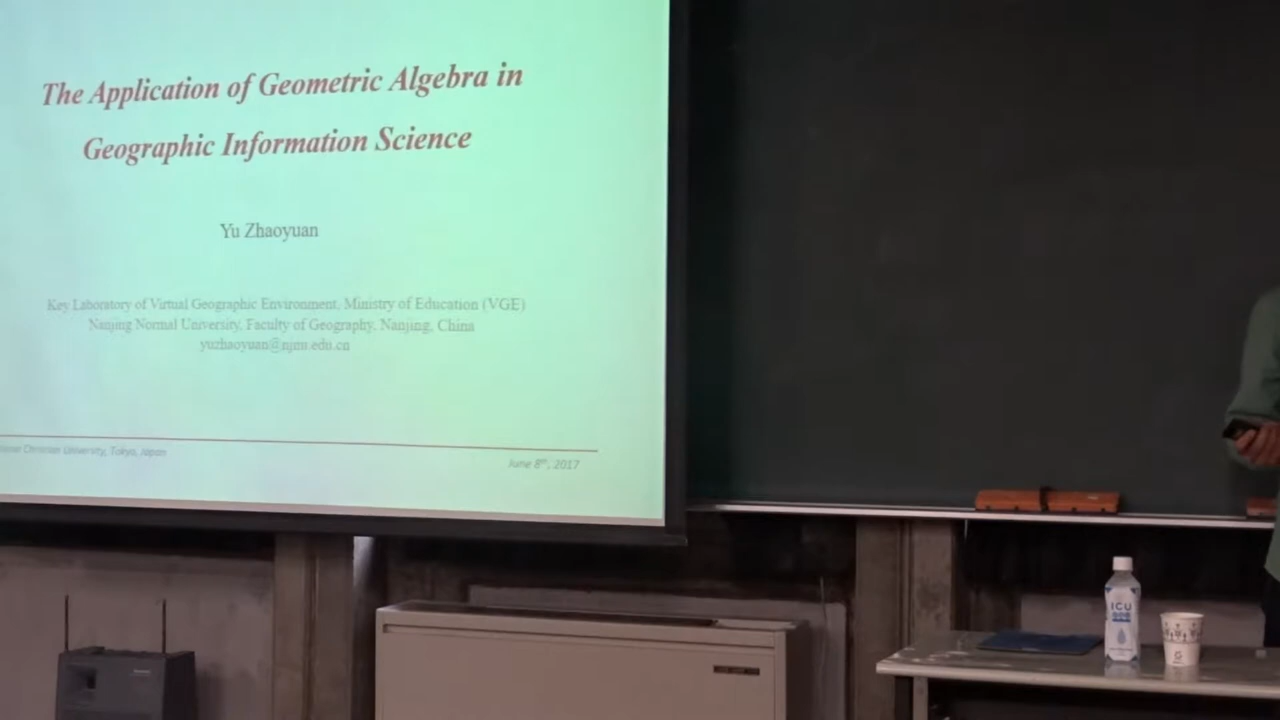 The Application of Geometric Algebra in
Geographic Information Science
Yu Zhaoyuan
Key Laboratory of Virtual Geographic Environment, Ministry of Education (VGE)
Nanjing Normal University, Faculty of Geography, Nanjing, China
yuzhaoyuan@njnu.edu.cn
Christian University, Tokyo, Japan
June 8th, 2017
ICU